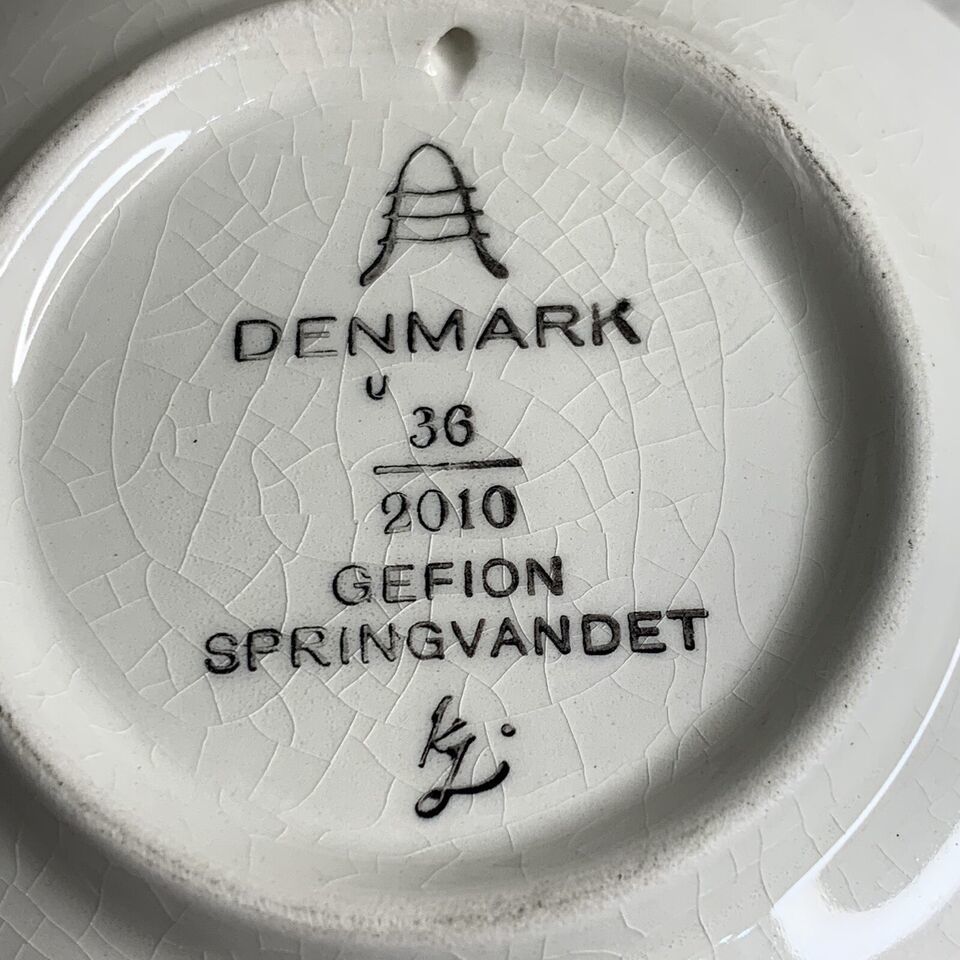 DENMARK
U
36
2010
GEFION
SPRINGVANDET